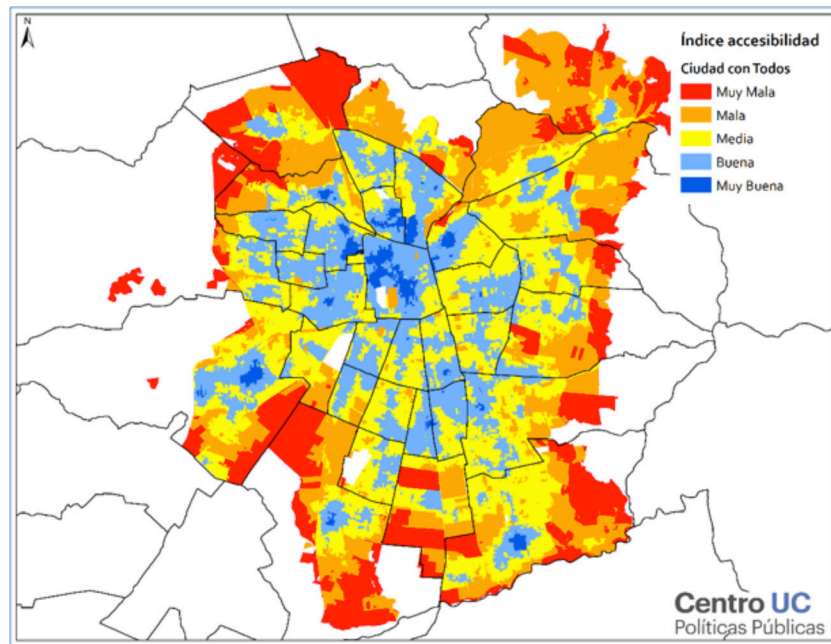 N
Índice accesibilidad
Ciudad con Todos
Muy Mala
Mala
Media
Buena
Muy Buena
Centro UC
Políticas Públicas